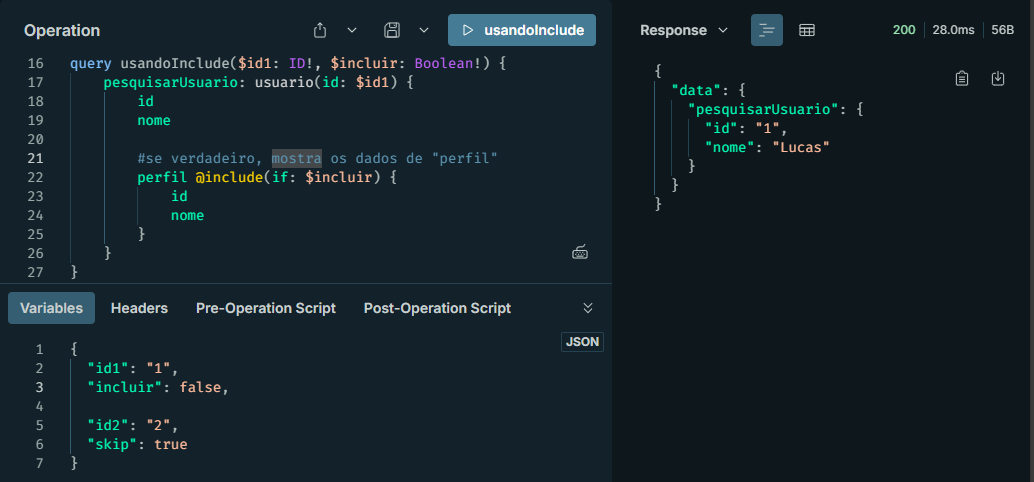 Operation
usandoInclude
16 query usandoInclude($id1: ID!, $incluir: Boolean!) {
17     pesquisarUsuario: usuario(id: $id1) {
18         id
19         nome
20
21         #se verdadeiro, mostra os dados de "perfil"
22         perfil @include(if: $incluir) {
23             id
24             nome
25         }
26     }
27 }
Variables Headers Pre-Operation Script Post-Operation Script
JSON
1 {
2   "id1": "1",
3   "incluir": false,
4
5   "id2": "2",
6   "skip": true
7 }
Response 200 28.0ms 56B
{
  "data": {
    "pesquisarUsuario": {
      "id": "1",
      "nome": "Lucas"
    }
  }
}